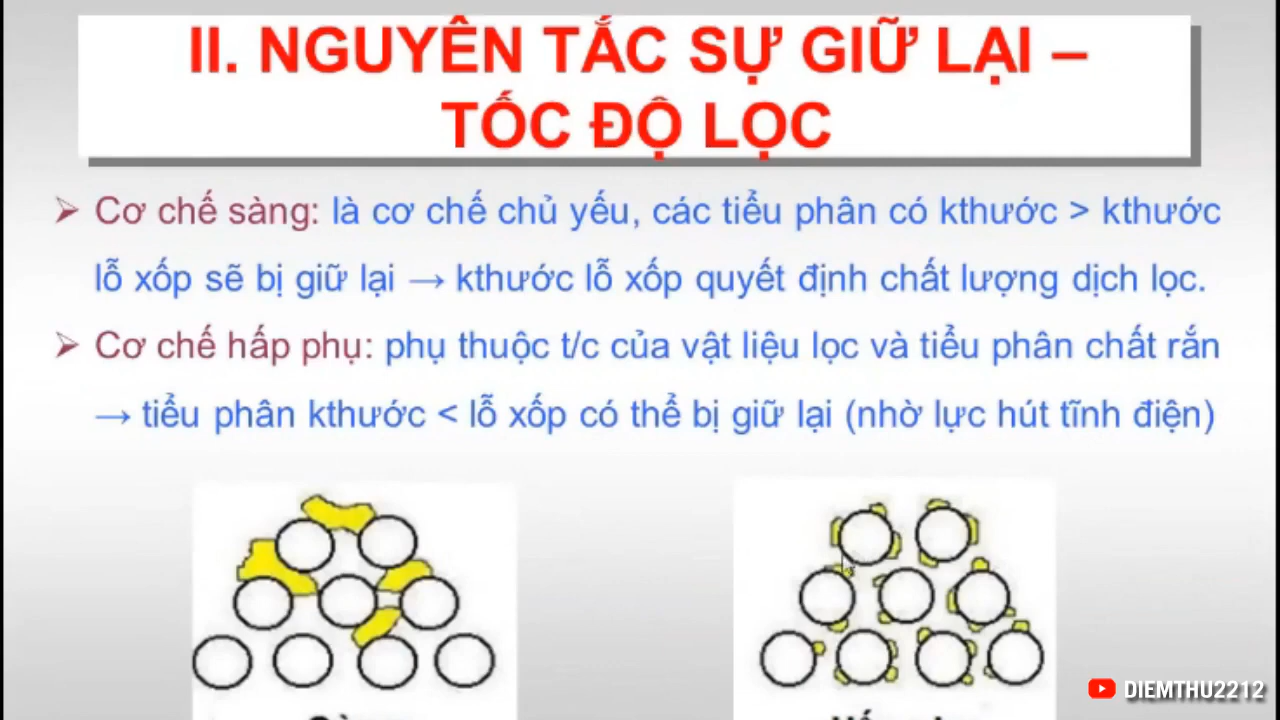 II. NGUYÊN TẮC SỰ GIỮ LẠI –
TỐC ĐỘ LỌC
Cơ chế sàng: là cơ chế chủ yếu, các tiểu phân có kthước > kthước
lỗ xốp sẽ bị giữ lại → kthước lỗ xốp quyết định chất lượng dịch lọc.
Cơ chế hấp phụ: phụ thuộc t/c của vật liệu lọc và tiểu phân chất rắn
→ tiểu phân kthước < lỗ xốp có thể bị giữ lại (nhờ lực hút tĩnh điện)
DIEMTHU2212